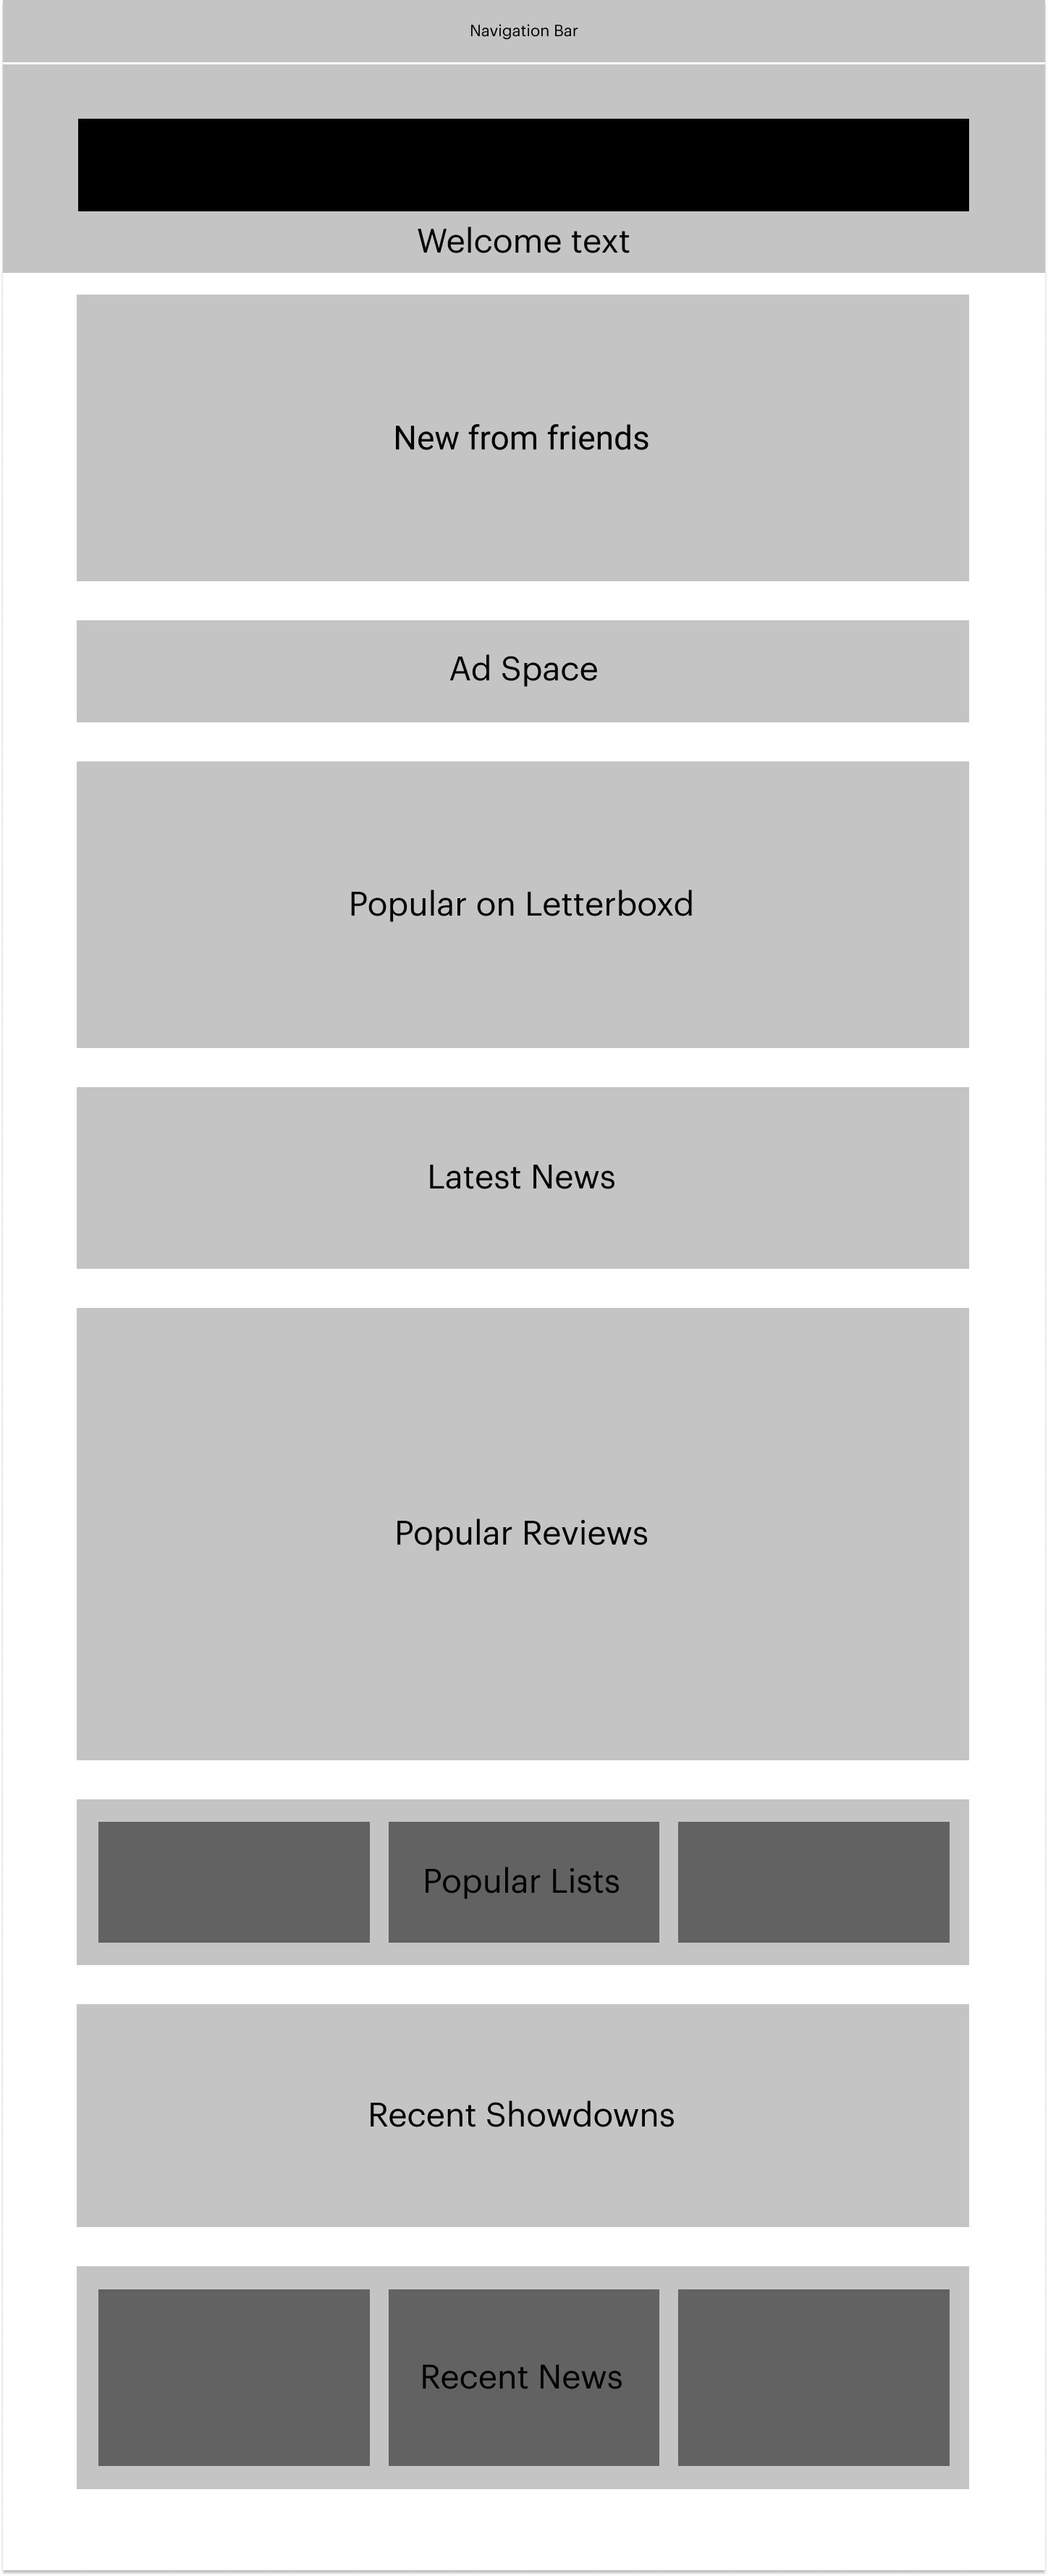 Navigation Bar
Welcome text
New from friends
Ad Space
Popular on Letterboxd
Latest News
Popular Reviews
Popular Lists
Recent Showdowns
Recent News